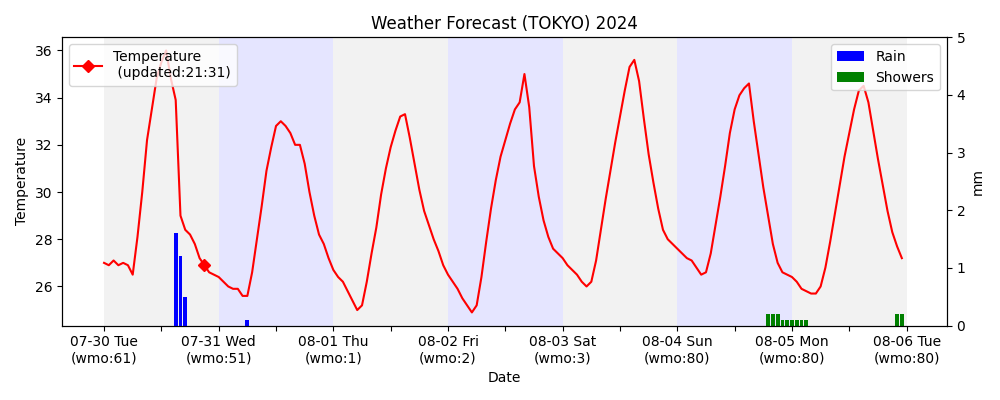 Weather Forecast (TOKYO) 2024
Temperature
(updated:21:31)
Rain
Showers
36
34
32
30
28
26
Temperature
5
4
3
2
1
0
mm
07-30 Tue
(wmo:61)
07-31 Wed
(wmo:51)
08-01 Thu
(wmo:1)
08-02 Fri
(wmo:2)
08-03 Sat
(wmo:3)
08-04 Sun
(wmo:80)
08-05 Mon
(wmo:80)
08-06 Tue
(wmo:80)
Date